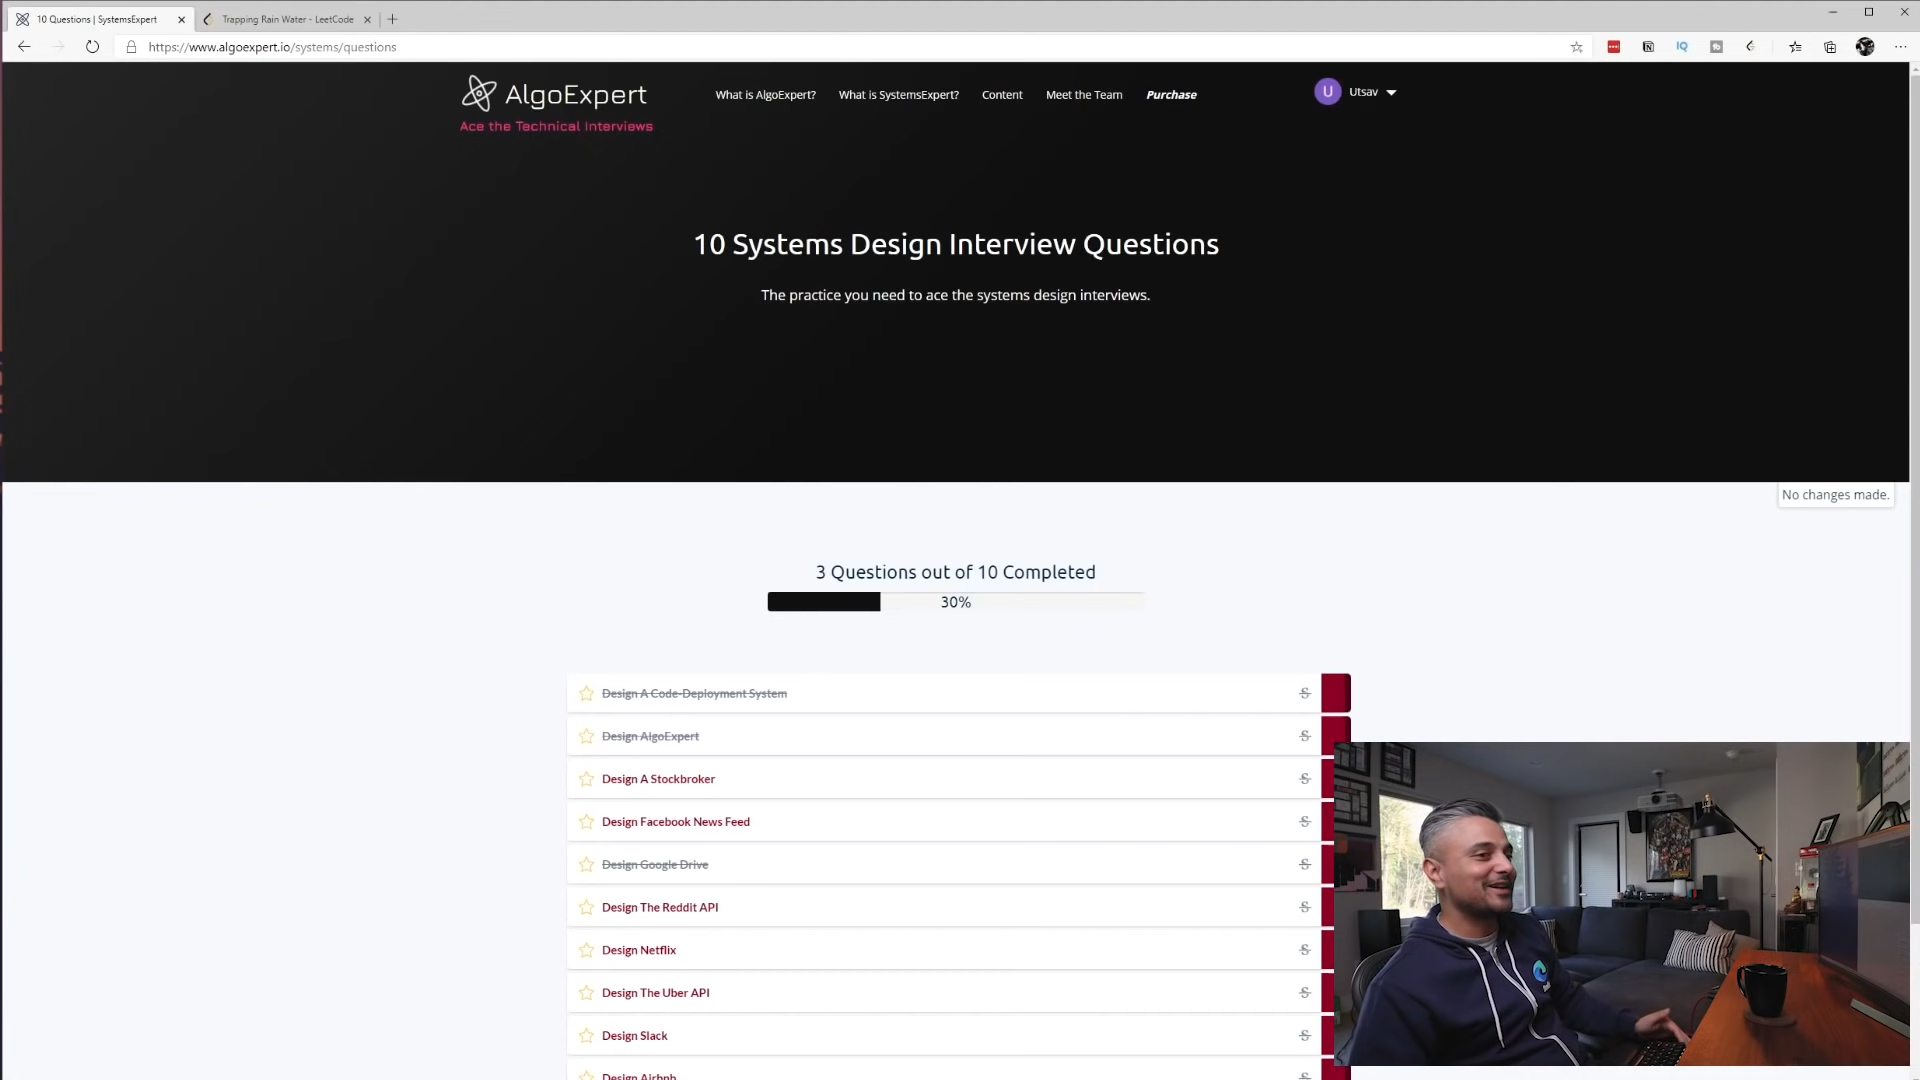 10 Questions | SystemsExpert
Trapping Rain Water - LeetCode
https://www.algoexpert.io/systems/questions
IQ
AlgoExpert
Ace the Technical Interviews
What is AlgoExpert?
What is SystemsExpert?
Content
Meet the Team
Purchase
U
Utsav
10 Systems Design Interview Questions
The practice you need to ace the systems design interviews.
No changes made.
3 Questions out of 10 Completed
30%
Design A Code-Deployment System
S
Design AlgoExpert
S
Design A Stockbroker
S
Design Facebook News Feed
S
Design Google Drive
S
Design The Reddit API
S
Design Netflix
S
Design The Uber API
S
Design Slack
S
Design Airbnb
S